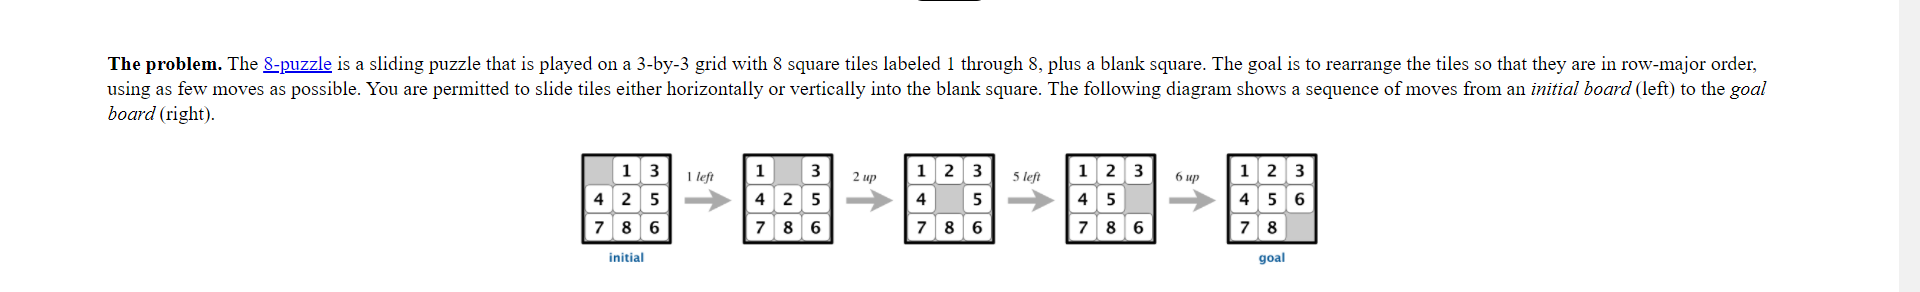 The problem. The 8-puzzle is a sliding puzzle that is played on a 3-by-3 grid with 8 square tiles labeled 1 through 8, plus a blank square. The goal is to rearrange the tiles so that they are in row-major order,
using as few moves as possible. You are permitted to slide tiles either horizontally or vertically into the blank square. The following diagram shows a sequence of moves from an initial board (left) to the goal
board (right).
1 3
4 2 5
7 8 6
initial
1 left
1 3
4 2 5
7 8 6
2 up
1 2 3
4 5
7 8 6
5 left
1 2 3
4 5
7 8 6
6 up
1 2 3
4 5 6
7 8
goal